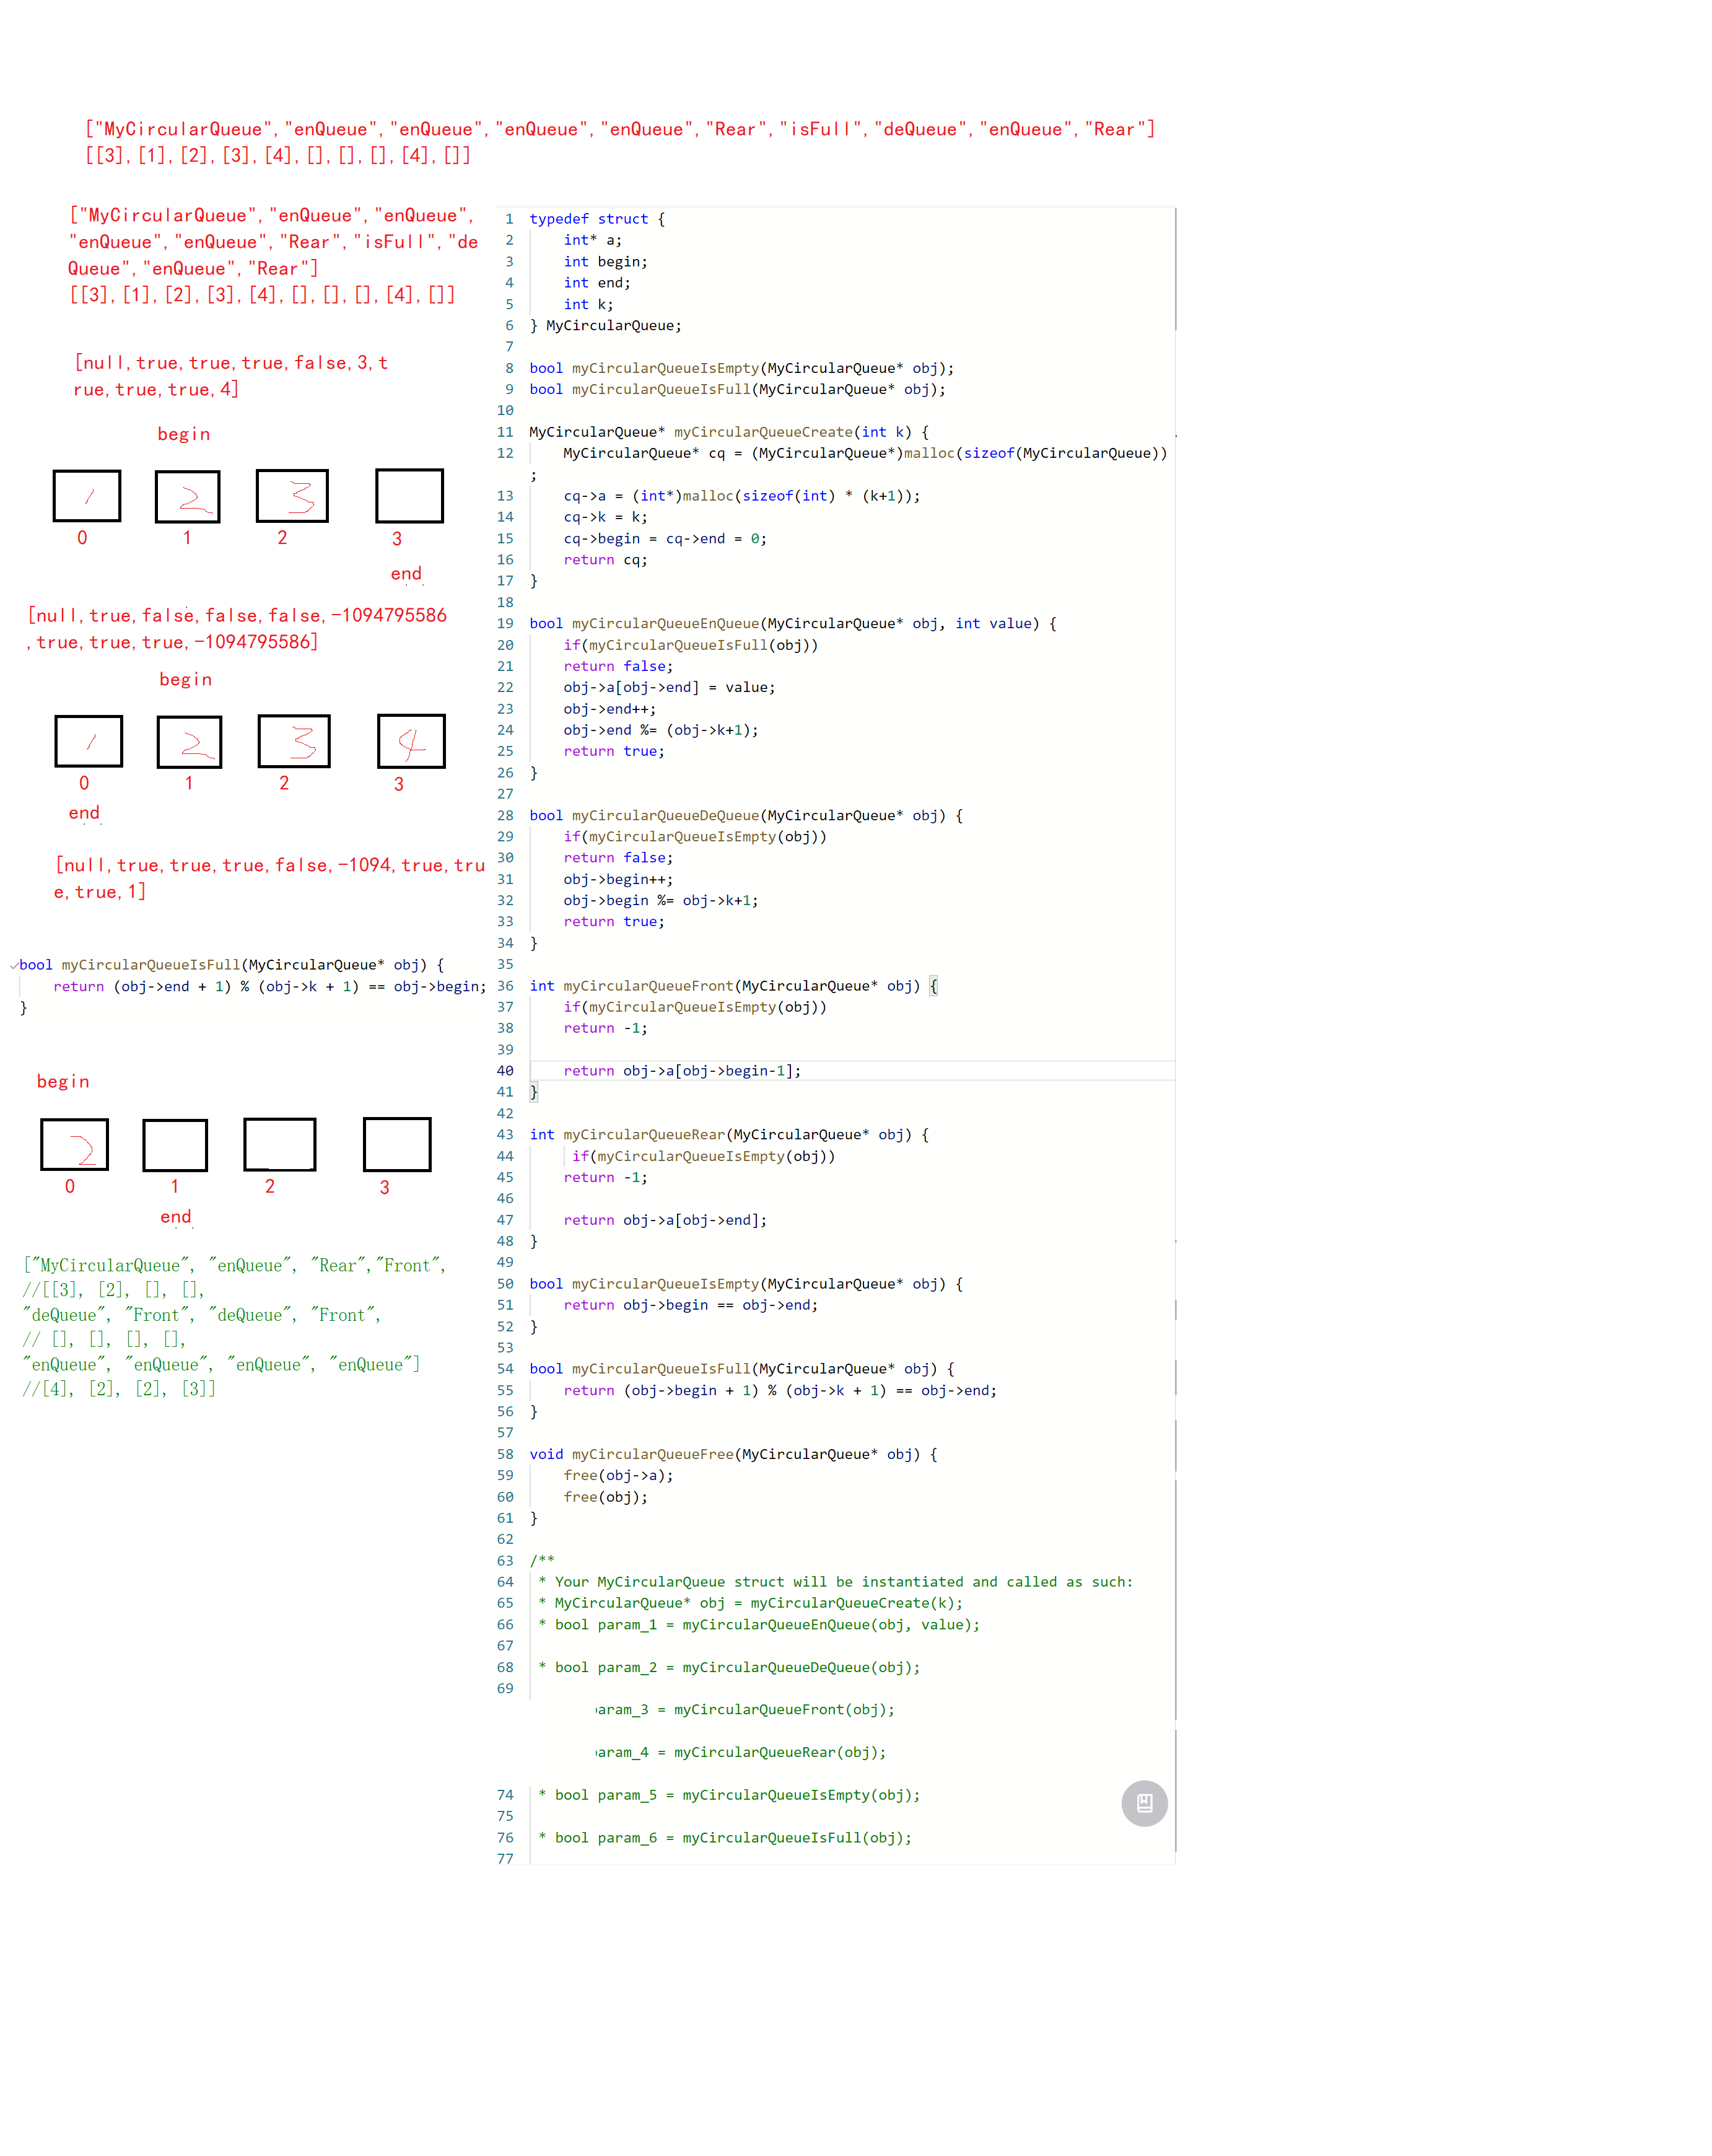 ["MyCircularQueue","enQueue","enQueue","enQueue","enQueue","Rear","isFull","deQueue","enQueue","Rear"]
[[3],[1],[2],[3],[4],[],[],[],[4],[]]
["MyCircularQueue","enQueue","enQueue",
"enQueue","enQueue","Rear","isFull","de
Queue","enQueue","Rear"]
[[3],[1],[2],[3],[4],[],[],[],[4],[]]
[null,true,true,true,false,3,t
rue,true,true,4]
begin
1 2 3
0 1 2 3
end
[null,true,false,false,false,-1094795586
,true,true,true,-1094795586]
begin
1 2 3 4
0 1 2 3
end
[null,true,true,true,false,-1094,true,tru
e,true,1]
bool myCircularQueueIsFull(MyCircularQueue* obj) {
    return (obj->end + 1) % (obj->k + 1) == obj->begin;
}
begin
2
0 1 2 3
end
["MyCircularQueue", "enQueue", "Rear","Front",
//[[3], [2], [], [],
"deQueue", "Front", "deQueue", "Front",
// [], [], [], [],
"enQueue", "enQueue", "enQueue", "enQueue"]
//[4], [2], [2], [3]]
1 typedef struct {
2     int* a;
3     int begin;
4     int end;
5     int k;
6 } MyCircularQueue;
7
8 bool myCircularQueueIsEmpty(MyCircularQueue* obj);
9 bool myCircularQueueIsFull(MyCircularQueue* obj);
10
11 MyCircularQueue* myCircularQueueCreate(int k) {
12     MyCircularQueue* cq = (MyCircularQueue*)malloc(sizeof(MyCircularQueue))
;
13     cq->a = (int*)malloc(sizeof(int) * (k+1));
14     cq->k = k;
15     cq->begin = cq->end = 0;
16     return cq;
17 }
18
19 bool myCircularQueueEnQueue(MyCircularQueue* obj, int value) {
20     if(myCircularQueueIsFull(obj))
21     return false;
22     obj->a[obj->end] = value;
23     obj->end++;
24     obj->end %= (obj->k+1);
25     return true;
26 }
27
28 bool myCircularQueueDeQueue(MyCircularQueue* obj) {
29     if(myCircularQueueIsEmpty(obj))
30     return false;
31     obj->begin++;
32     obj->begin %= obj->k+1;
33     return true;
34 }
35
36 int myCircularQueueFront(MyCircularQueue* obj) {
37     if(myCircularQueueIsEmpty(obj))
38     return -1;
39
40     return obj->a[obj->begin-1];
41 }
42
43 int myCircularQueueRear(MyCircularQueue* obj) {
44      if(myCircularQueueIsEmpty(obj))
45     return -1;
46
47     return obj->a[obj->end];
48 }
49
50 bool myCircularQueueIsEmpty(MyCircularQueue* obj) {
51     return obj->begin == obj->end;
52 }
53
54 bool myCircularQueueIsFull(MyCircularQueue* obj) {
55     return (obj->begin + 1) % (obj->k + 1) == obj->end;
56 }
57
58 void myCircularQueueFree(MyCircularQueue* obj) {
59     free(obj->a);
60     free(obj);
61 }
62
63 /**
64  * Your MyCircularQueue struct will be instantiated and called as such:
65  * MyCircularQueue* obj = myCircularQueueCreate(k);
66  * bool param_1 = myCircularQueueEnQueue(obj, value);
67
68  * bool param_2 = myCircularQueueDeQueue(obj);
69
aram_3 = myCircularQueueFront(obj);
aram_4 = myCircularQueueRear(obj);
74  * bool param_5 = myCircularQueueIsEmpty(obj);
75
76  * bool param_6 = myCircularQueueIsFull(obj);
77